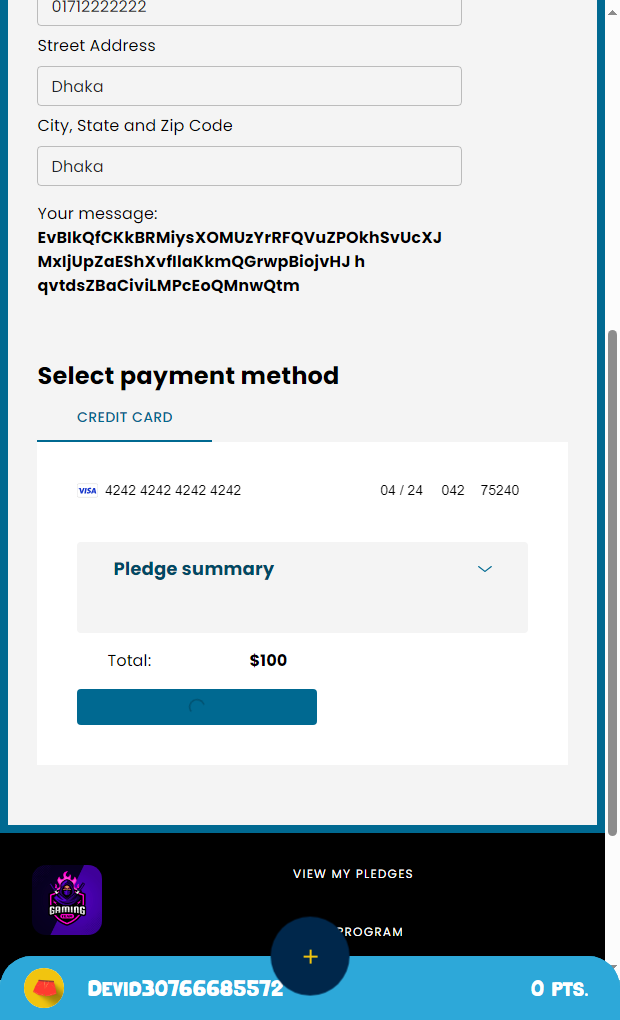 01712222222
Street Address
Dhaka
City, State and Zip Code
Dhaka
Your message:
EvBIkQfCKkBRMiysXOMUzYrRFQVuZPOkhSvUcXJ
MxIjUpZaEShXvfIlaKkmQGrwpBiojvHJ h
qvtdsZBaCiviLMPcEoQMnwQtm
Select payment method
CREDIT CARD
VISA 4242 4242 4242 4242 04 / 24 042 75240
Pledge summary
Total: $100
VIEW MY PLEDGES
GAMING
PROGRAM
+
Devid30766685572 0 PTS.